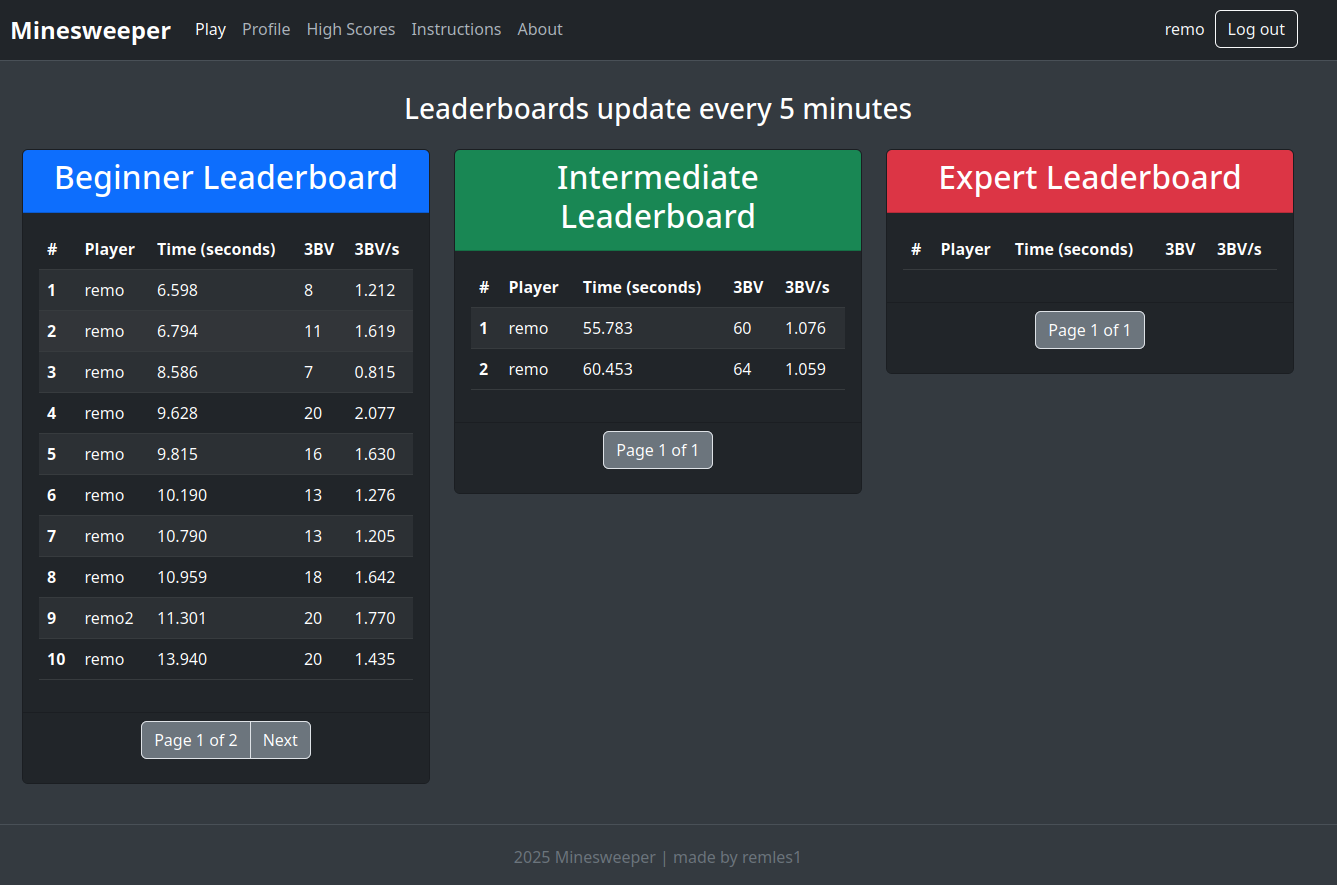 Minesweeper Play Profile High Scores Instructions About remo Log out
Leaderboards update every 5 minutes
Beginner Leaderboard
# Player Time (seconds) 3BV 3BV/s
1 remo 6.598 8 1.212
2 remo 6.794 11 1.619
3 remo 8.586 7 0.815
4 remo 9.628 20 2.077
5 remo 9.815 16 1.630
6 remo 10.190 13 1.276
7 remo 10.790 13 1.205
8 remo 10.959 18 1.642
9 remo2 11.301 20 1.770
10 remo 13.940 20 1.435
Page 1 of 2 Next
Intermediate
Leaderboard
# Player Time (seconds) 3BV 3BV/s
1 remo 55.783 60 1.076
2 remo 60.453 64 1.059
Page 1 of 1
Expert Leaderboard
# Player Time (seconds) 3BV 3BV/s
Page 1 of 1
2025 Minesweeper | made by remles1